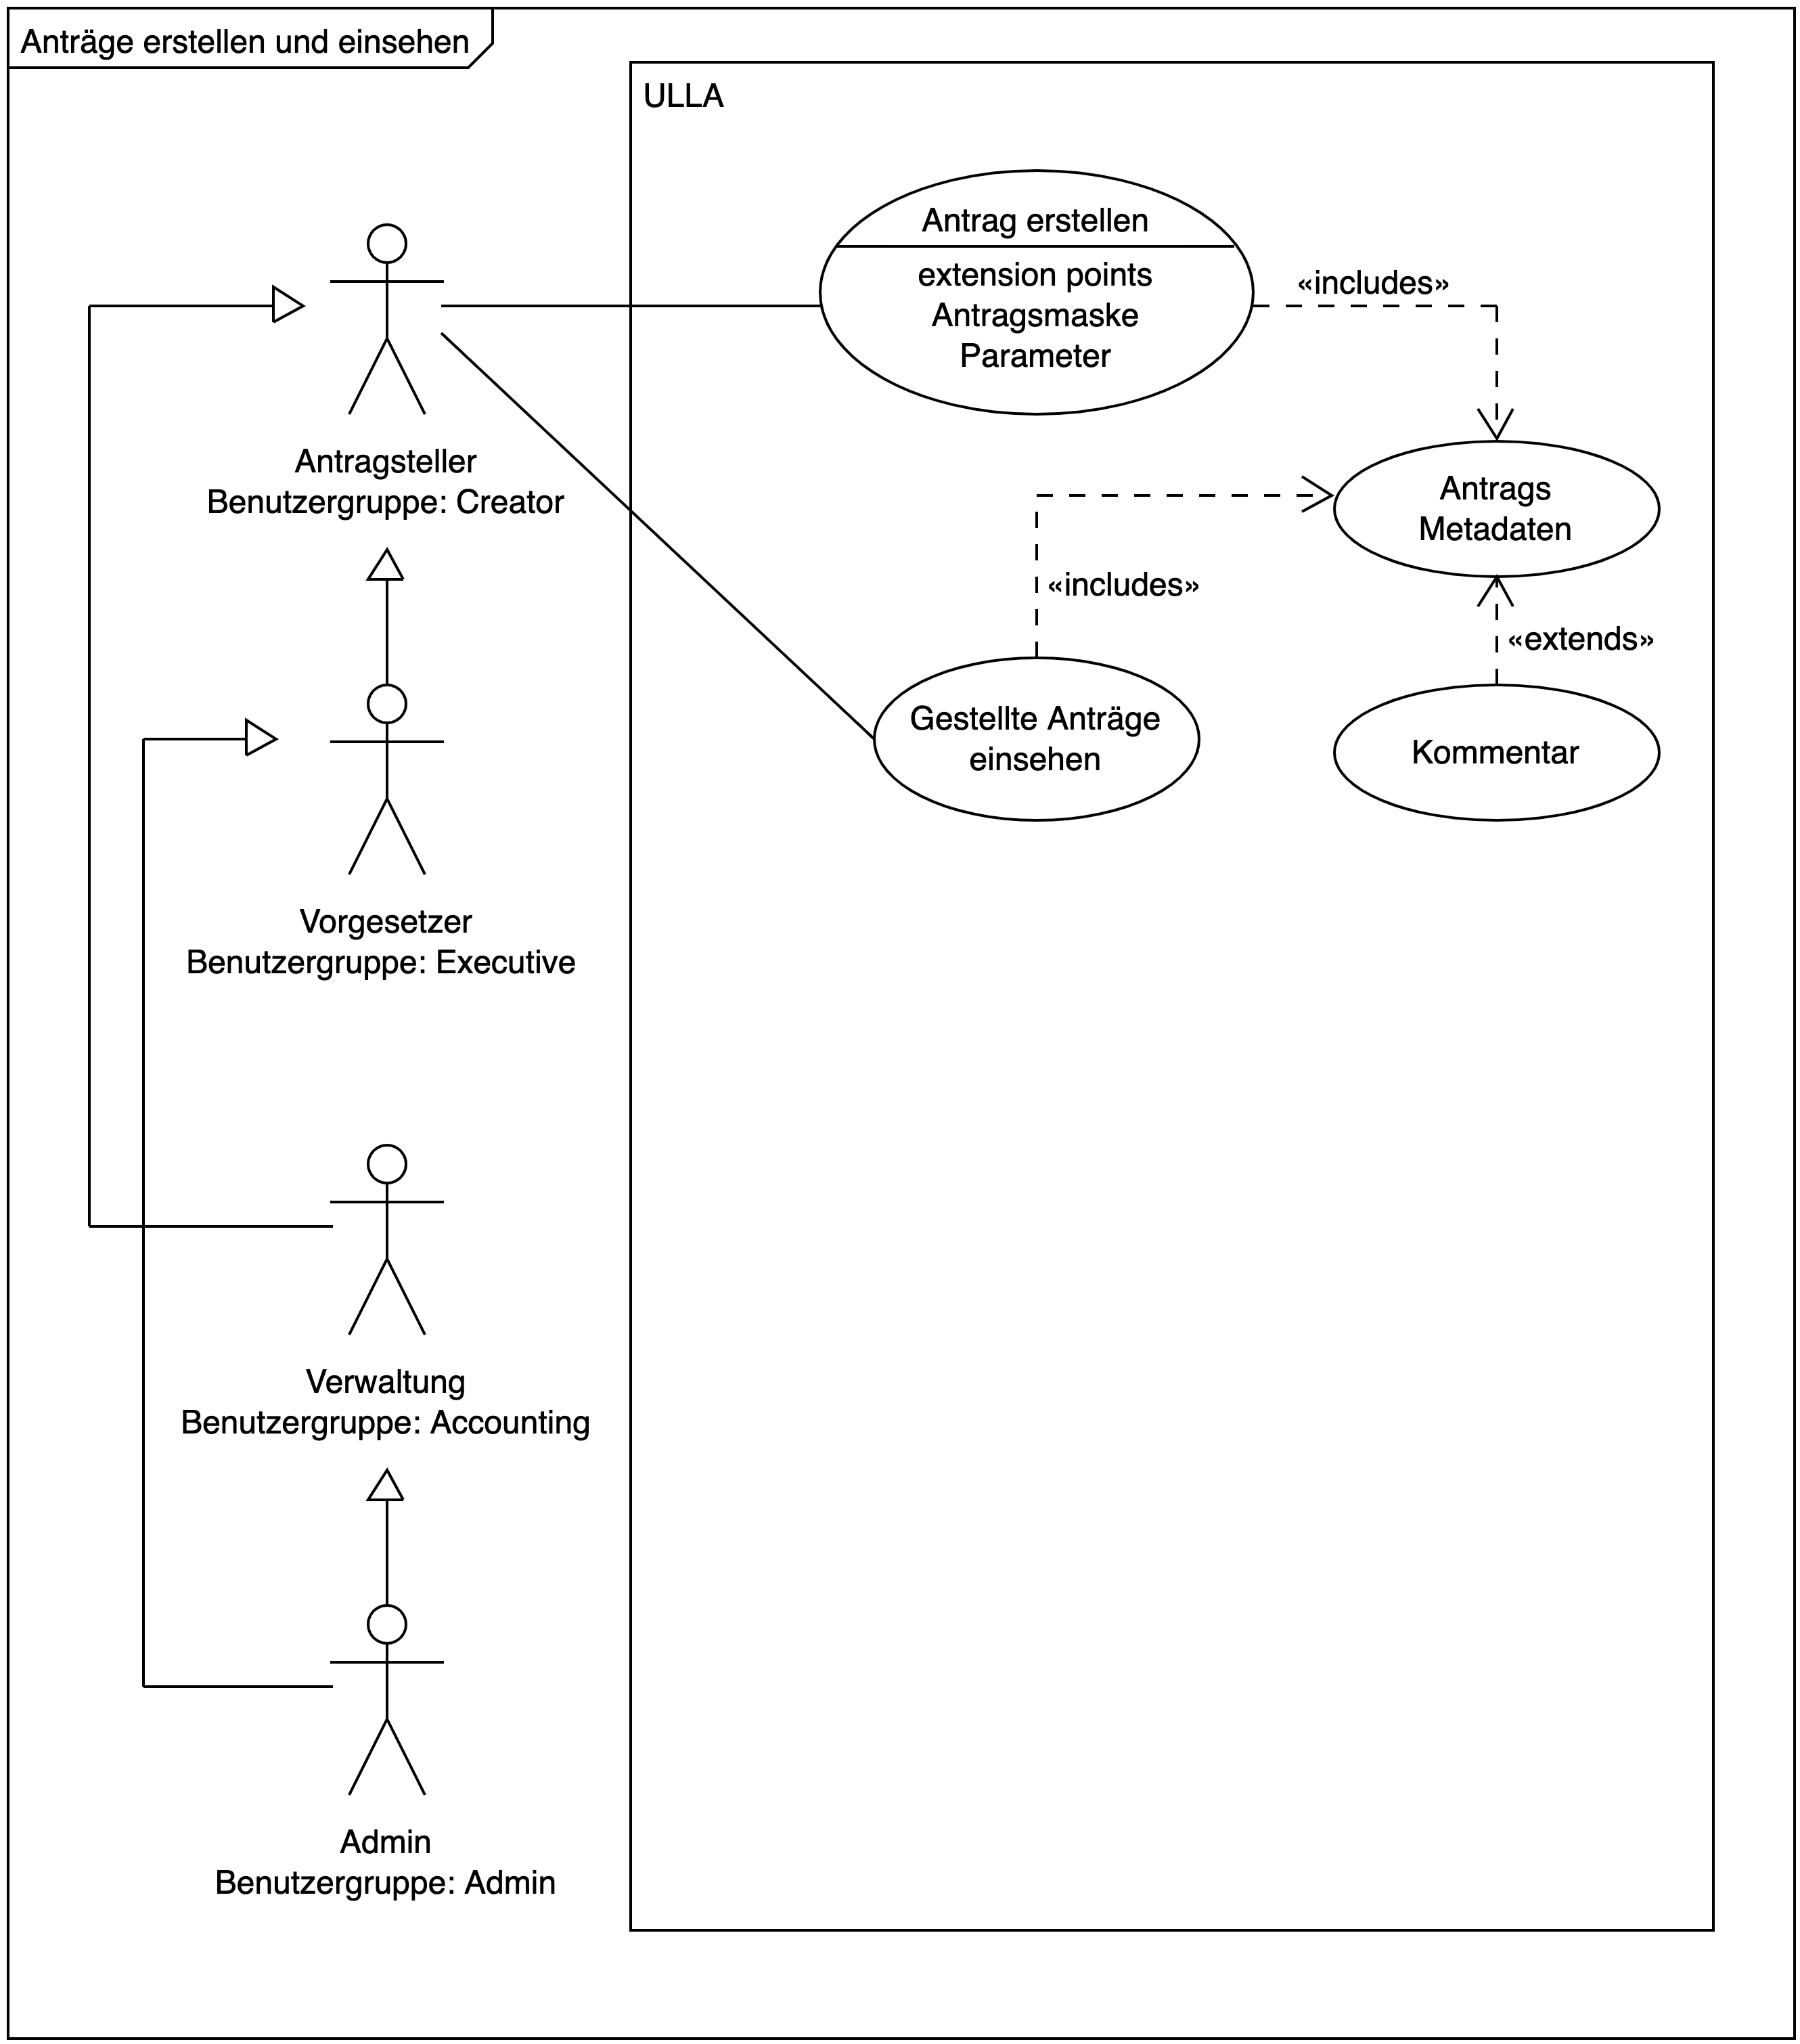 Anträge erstellen und einsehen
ULLA
Antrag erstellen
extension points
Antragsmaske
Parameter
«includes»
Antragsteller
Benutzergruppe: Creator
Antrags
Metadaten
«includes»
«extends»
Gestellte Anträge
einsehen
Kommentar
Vorgesetzer
Benutzergruppe: Executive
Verwaltung
Benutzergruppe: Accounting
Admin
Benutzergruppe: Admin